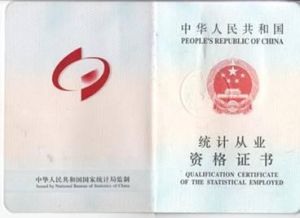 中华人民共和国国家统计局监制
Issued by National Bureau of Statistics of China
中华人民共和国
PEOPLE'S REPUBLIC OF CHINA
统计从业
资格证书
QUALIFICATION CERTIFICATE
OF THE STATISTICAL EMPLOYED